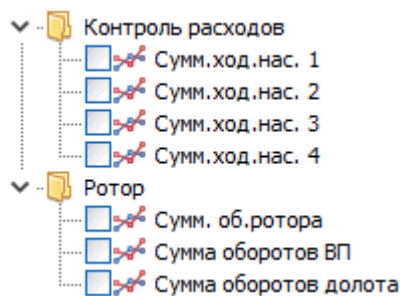 Контроль расходов
Сумм.ход.нас. 1
Сумм.ход.нас. 2
Сумм.ход.нас. 3
Сумм.ход.нас. 4
Ротор
Сумм. об.ротора
Сумма оборотов ВП
Сумма оборотов долота